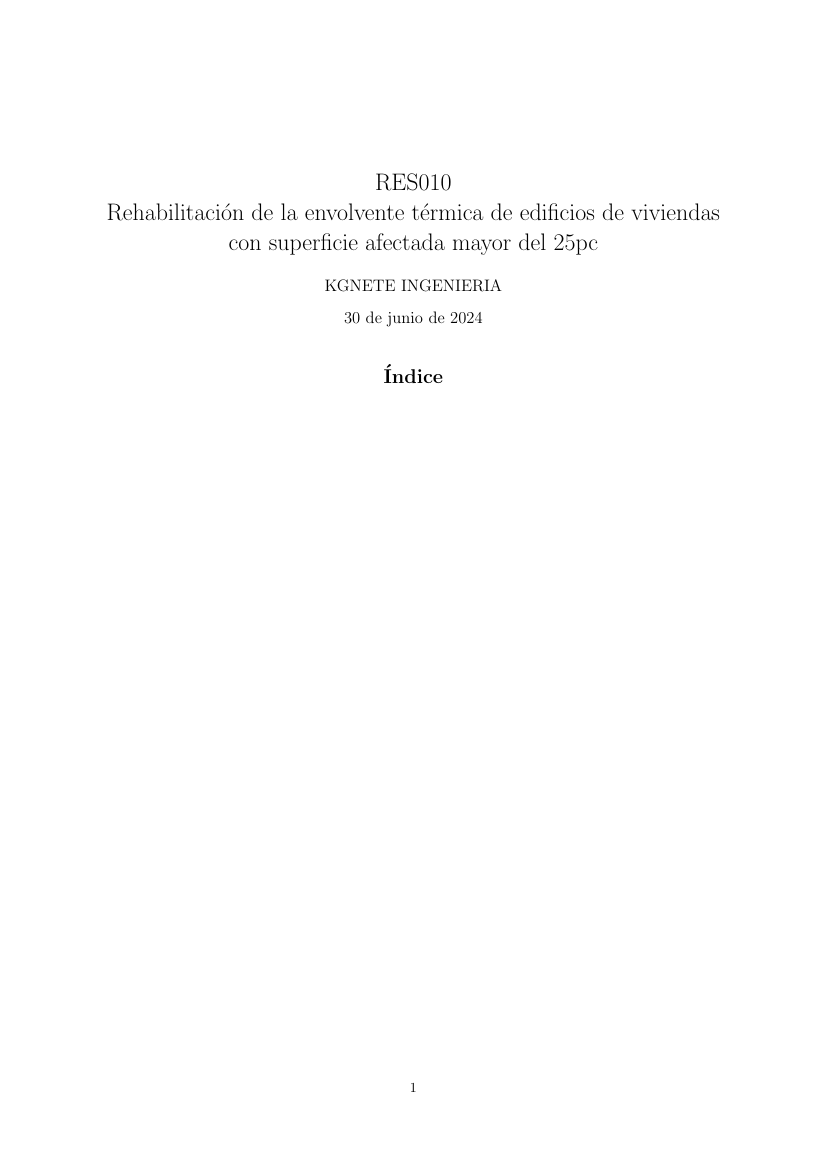 RES010
Rehabilitación de la envolvente térmica de edificios de viviendas
con superficie afectada mayor del 25pc
KGNETE INGENIERIA
30 de junio de 2024
Índice
1